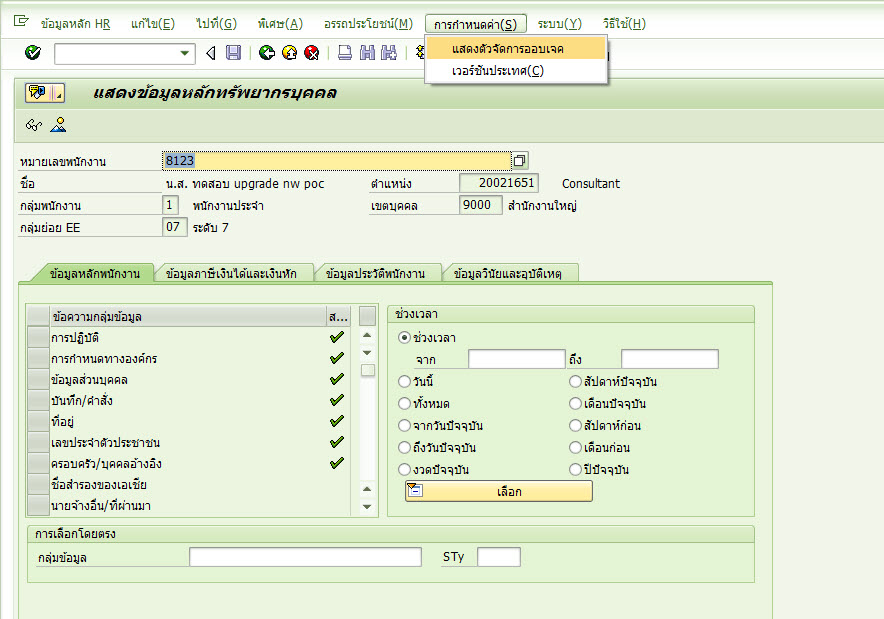 ข้อมูลหลัก HR แก้ไข(E) ไปที่(G) พิเศษ(A) อรรถประโยชน์(M) การกำหนดค่า(S) ระบบ(Y) วิธีใช้(H)
แสดงตัวจัดการออบเจค
เวอร์ชันประเทศ(C)
แสดงข้อมูลหลักทรัพยากรบุคคล
หมายเลขพนักงาน 8123
ชื่อ น.ส. ทดสอบ upgrade nw poc ตำแหน่ง 20021651 Consultant
กลุ่มพนักงาน 1 พนักงานประจำ เขตบุคคล 9000 สำนักงานใหญ่
กลุ่มย่อย EE 07 ระดับ 7
ข้อมูลหลักพนักงาน ข้อมูลภาษีเงินได้และเงินหัก ข้อมูลประวัติพนักงาน ข้อมูลวินัยและอุบัติเหตุ
ข้อความกลุ่มข้อมูล ส...
การปฏิบัติ
การกำหนดทางองค์กร
ข้อมูลส่วนบุคคล
บันทึก/คำสั่ง
ที่อยู่
เลขประจำตัวประชาชน
ครอบครัว/บุคคลอ้างอิง
ชื่อสำรองของเอเชีย
นายจ้างอื่น/ที่ผ่านมา
ช่วงเวลา
ช่วงเวลา
จาก ถึง
วันนี้ สัปดาห์ปัจจุบัน
ทั้งหมด เดือนปัจจุบัน
จากวันปัจจุบัน สัปดาห์ก่อน
ถึงวันปัจจุบัน เดือนก่อน
งวดปัจจุบัน ปีปัจจุบัน
เลือก
การเลือกโดยตรง
กลุ่มข้อมูล STy